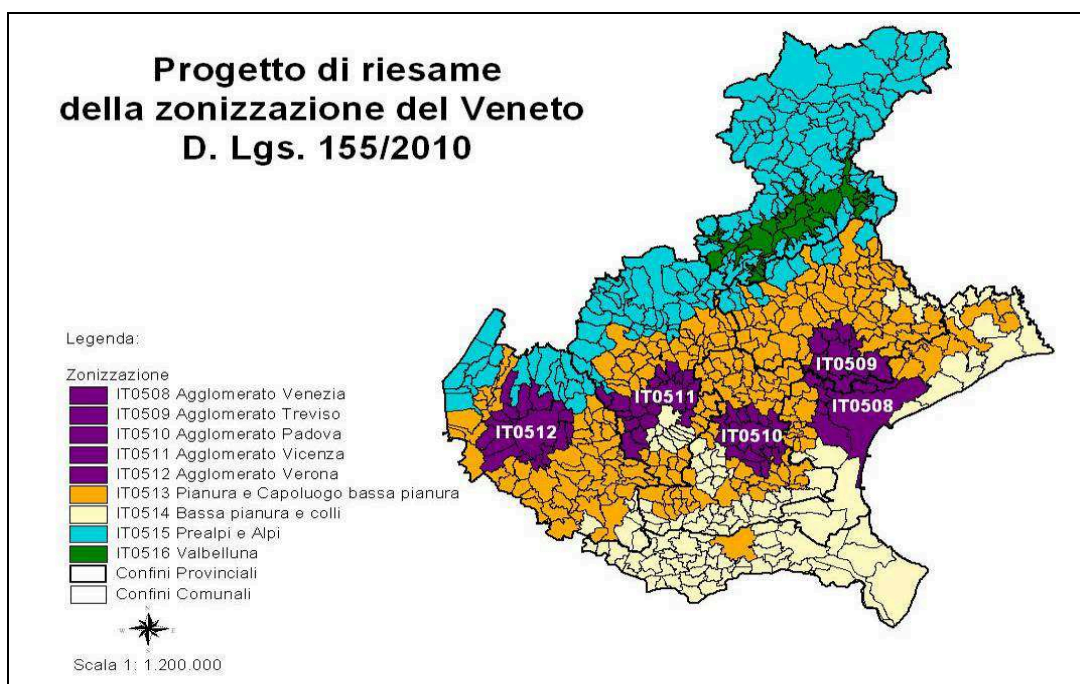 Progetto di riesame
della zonizzazione del Veneto
D. Lgs. 155/2010
Legenda:
Zonizzazione
IT0508 Agglomerato Venezia
IT0509 Agglomerato Treviso
IT0510 Agglomerato Padova
IT0511 Agglomerato Vicenza
IT0512 Agglomerato Verona
IT0513 Pianura e Capoluogo bassa pianura
IT0514 Bassa pianura e colli
IT0515 Prealpi e Alpi
IT0516 Valbelluna
Confini Provinciali
Confini Comunali
N
W
E
S
Scala 1: 1.200.000
IT0509
IT0511
IT0508
IT0512
IT0510